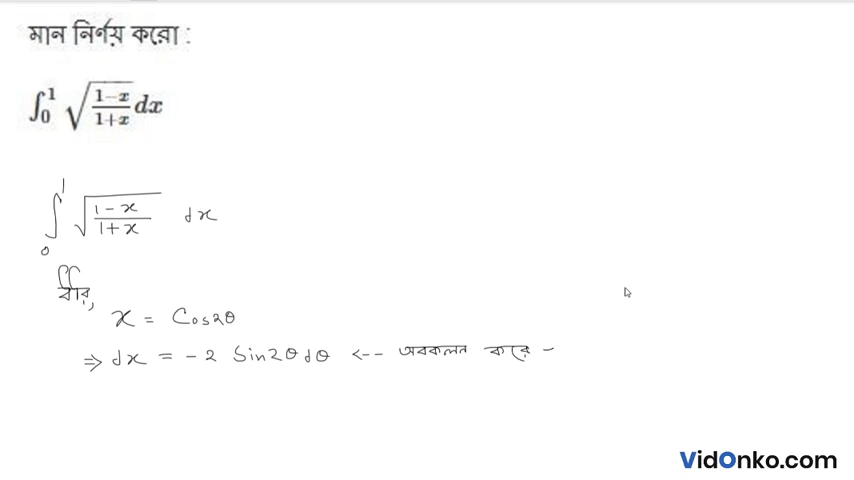 মান নির্ণয় করো :
∫₀¹ √((1−x)/(1+x)) dx
∫₀¹ √((1−x)/(1+x)) dx
ধরি,
x = Cos2θ
⇒ dx = −2 Sin2θ dθ <-- অবকলন করে −
VidOnko.com